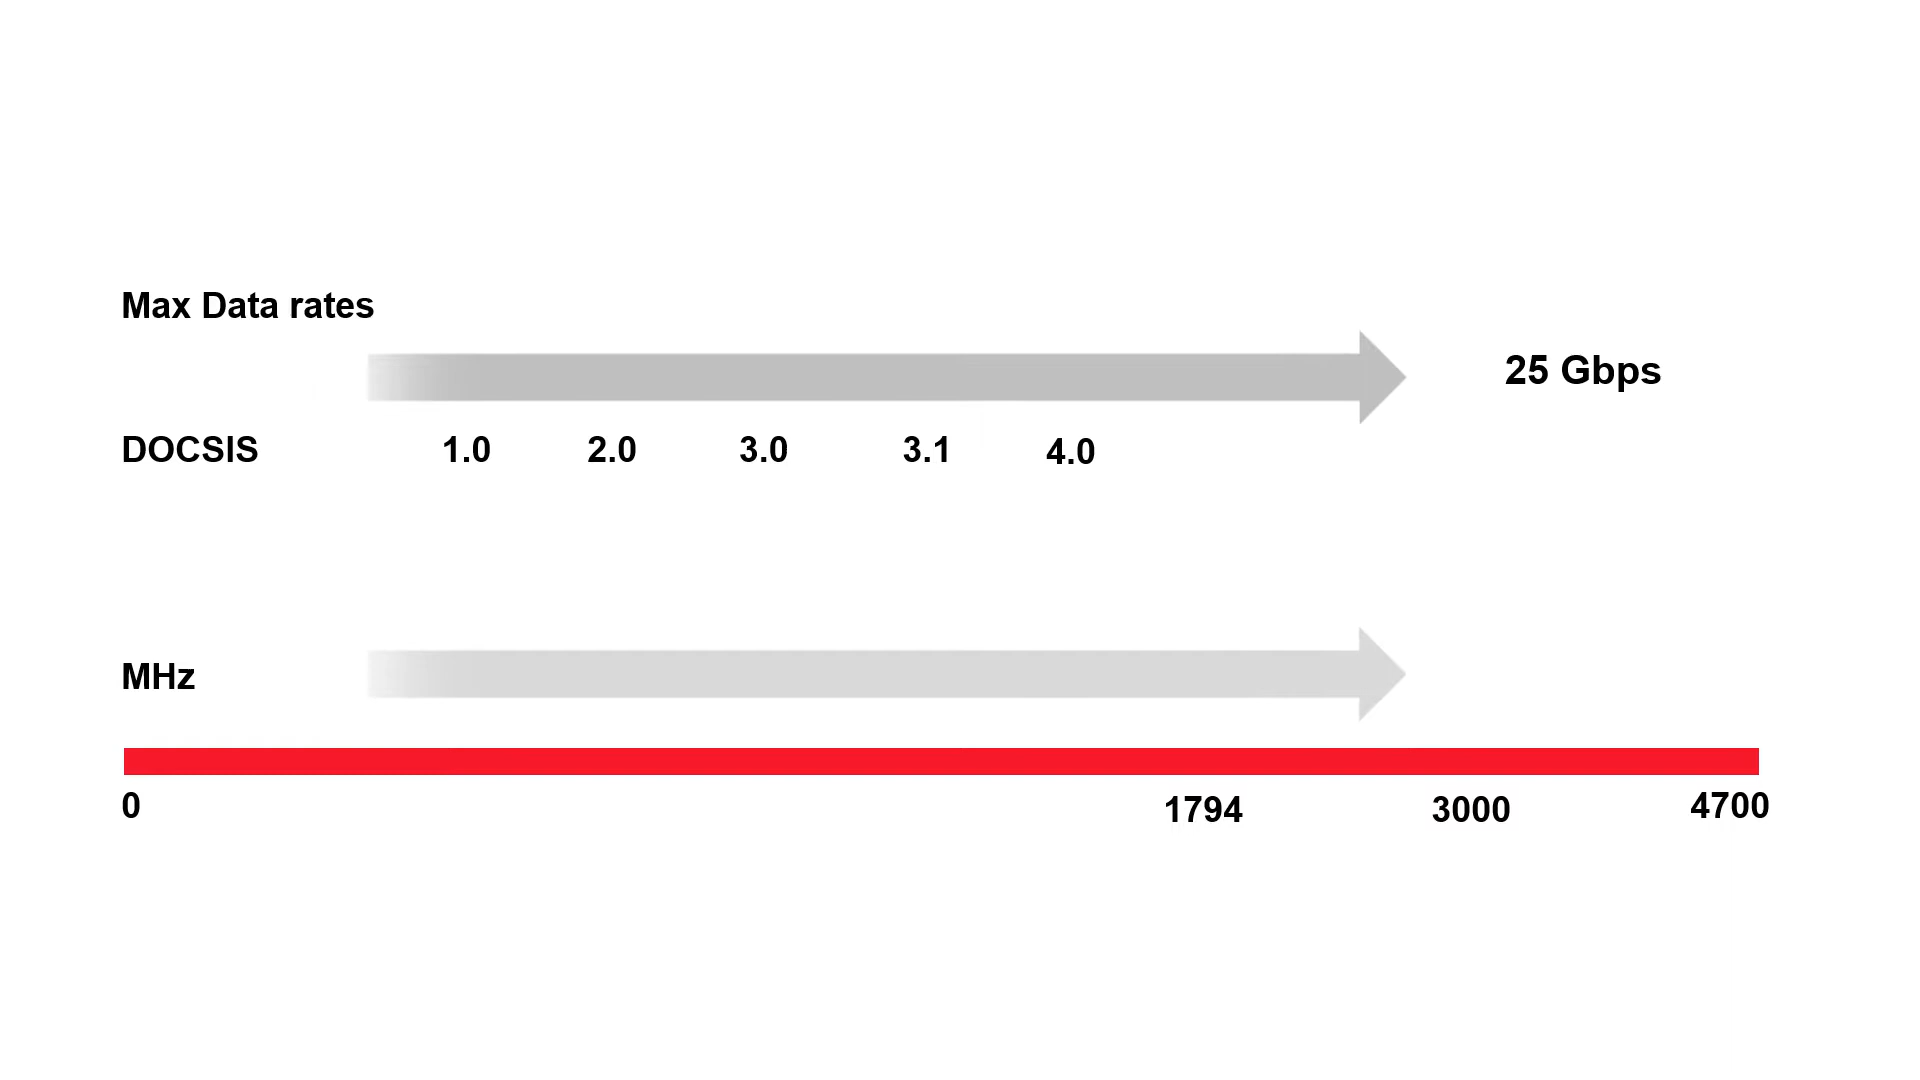 Max Data rates
25 Gbps
DOCSIS 1.0 2.0 3.0 3.1 4.0
MHz
0 1794 3000 4700